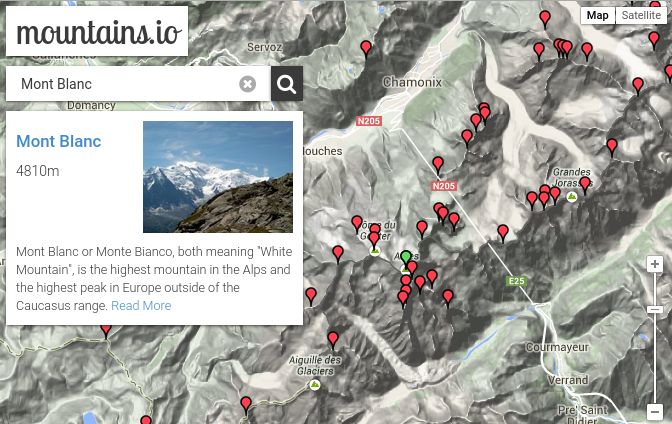 mountains.io
Map
Satellite
Servoz
Mont Blanc
Chamonix
Domancy
N205
Mont Blanc
4810m
N205
Grandes
Jorasses
Mont Blanc or Monte Bianco, both meaning "White
Mountain", is the highest mountain in the Alps and
the highest peak in Europe outside of the
Caucasus range. Read More
E25
Courmayeur
Aiguille des
Glaciers
Verrand
Pre' Saint
Didier